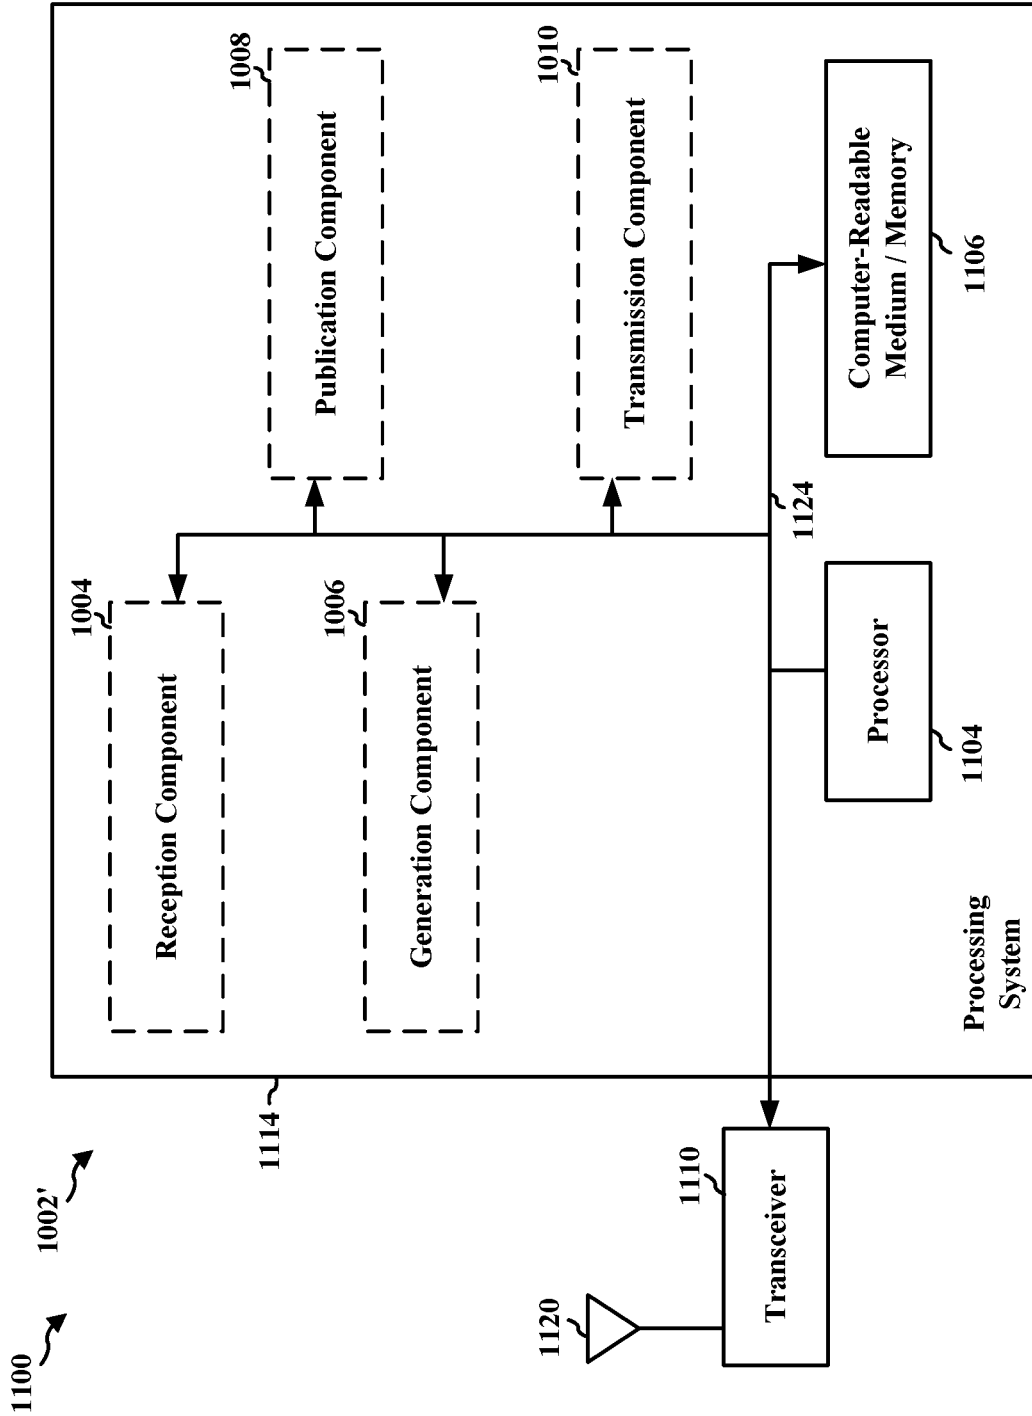 1100
1002'
1114
1004
Reception Component
1008
Publication Component
1006
Generation Component
1010
Transmission Component
1120
1110
Transceiver
1124
Processor
1104
Computer-Readable
Medium / Memory
1106
Processing
System